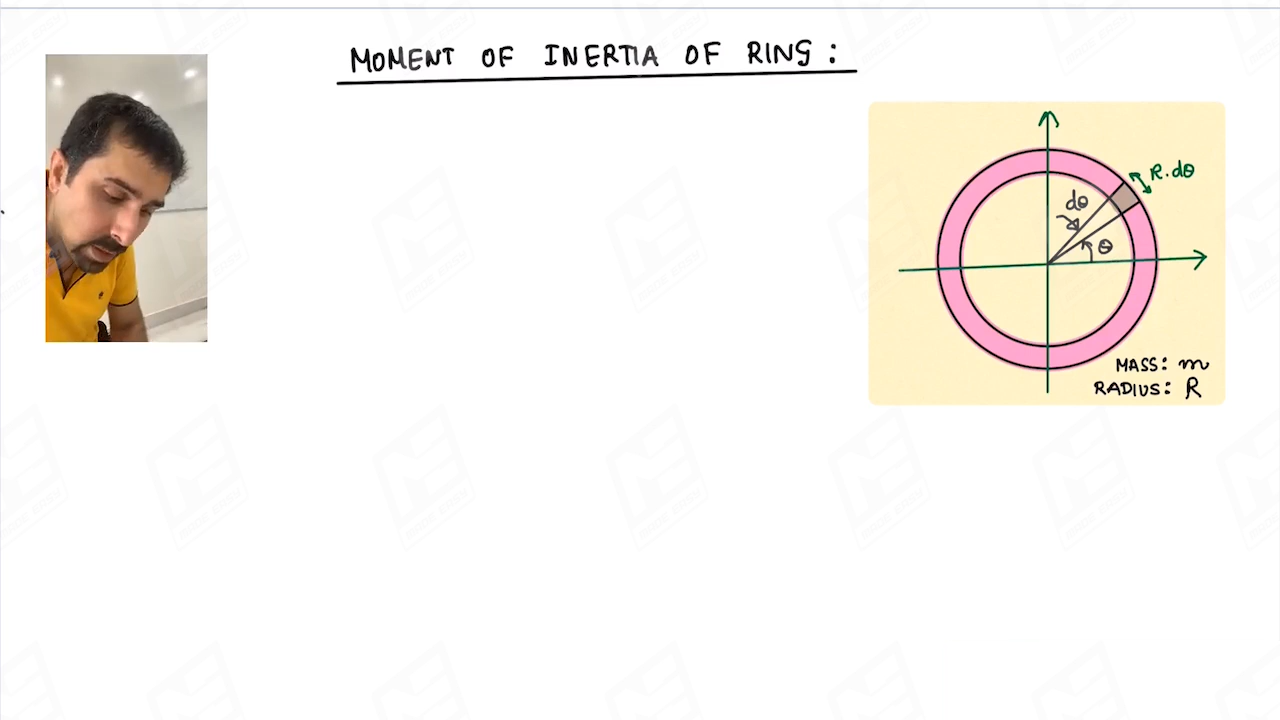 MOMENT OF INERTIA OF RING:
R.dθ
dθ
θ
MASS: m
RADIUS: R